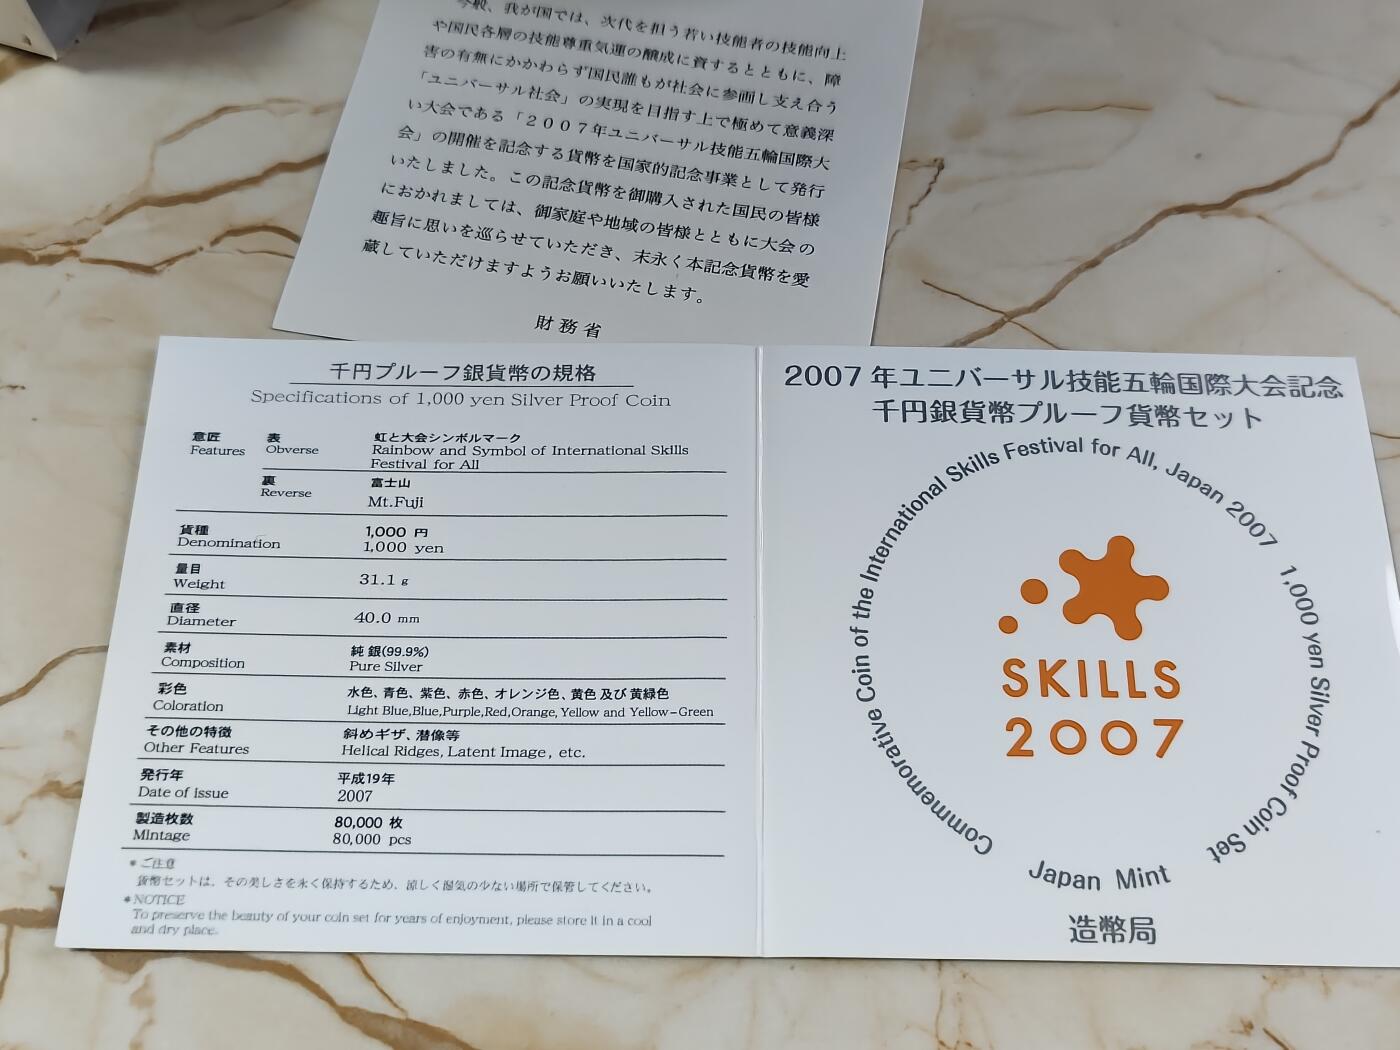 今般、我が国では、次代を担う若い技能者の技能向上
や国民各層の技能尊重気運の醸成に資するとともに、障
害の有無にかかわらず国民誰もが社会に参画し支え合う
「ユニバーサル社会」の実現を目指す上で極めて意義深
い大会である「２００７年ユニバーサル技能五輪国際大
会」の開催を記念する貨幣を国家的記念事業として発行
いたしました。この記念貨幣を御購入された国民の皆様
におかれましては、御家庭や地域の皆様とともに大会の
趣旨に思いを巡らせていただき、末永く本記念貨幣を愛
蔵していただけますようお願いいたします。
財務省
千円プルーフ銀貨幣の規格
Specifications of 1,000 yen Silver Proof Coin
意匠 表 虹と大会シンボルマーク
Features Obverse Rainbow and Symbol of International Skills
Festival for All
裏 富士山
Reverse Mt.Fuji
貨種 1,000 円
Denomination 1,000 yen
量目
Weight 31.1 g
直径
Diameter 40.0 mm
素材 純銀(99.9%)
Composition Pure Silver
彩色 水色、青色、紫色、赤色、オレンジ色、黄色 及び 黄緑色
Coloration Light Blue,Blue,Purple,Red,Orange,Yellow and Yellow-Green
その他の特徴 斜めギザ、潜像等
Other Features Helical Ridges, Latent Image, etc.
発行年 平成19年
Date of issue 2007
製造枚数 80,000 枚
Mintage 80,000 pcs
＊ご注意
貨幣セットは、その美しさを永く保持するため、涼しく湿気の少ない場所で保管してください。
＊NOTICE
To preserve the beauty of your coin set for years of enjoyment, please store it in a cool
and dry place.
2007年ユニバーサル技能五輪国際大会記念
千円銀貨幣プルーフ貨幣セット
Commemorative Coin of the International Skills Festival for All, Japan 2007 1,000 yen Silver Proof Coin Set
SKILLS
2007
Japan Mint
造幣局